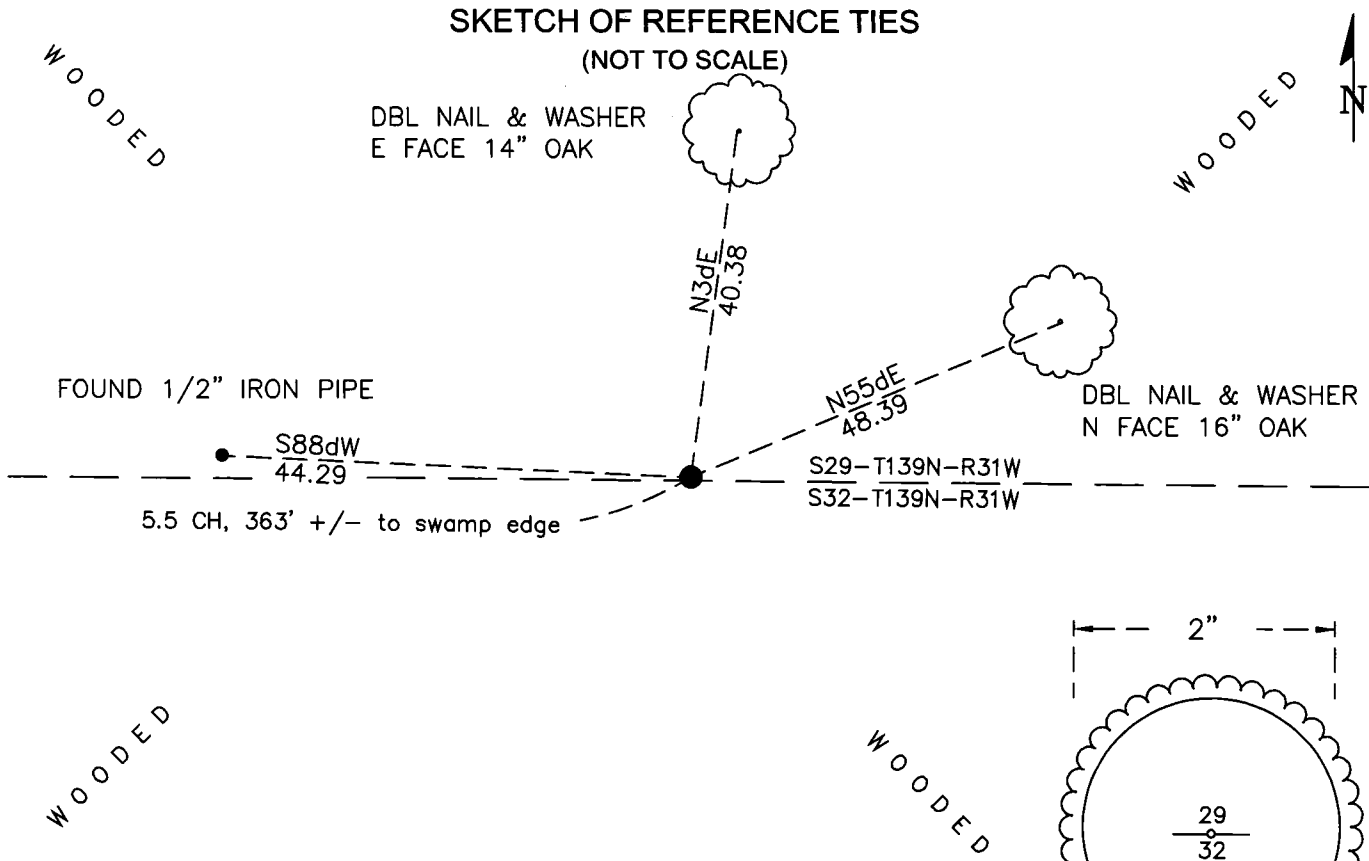 SKETCH OF REFERENCE TIES
(NOT TO SCALE)
WOODED
WOODED
N
DBL NAIL & WASHER
E FACE 14" OAK
N3dE
40.38
N55dE
48.39
DBL NAIL & WASHER
N FACE 16" OAK
FOUND 1/2" IRON PIPE
S88dW
44.29
S29-T139N-R31W
S32-T139N-R31W
5.5 CH, 363' +/- to swamp edge
2"
WOODED
WOODED
29
32